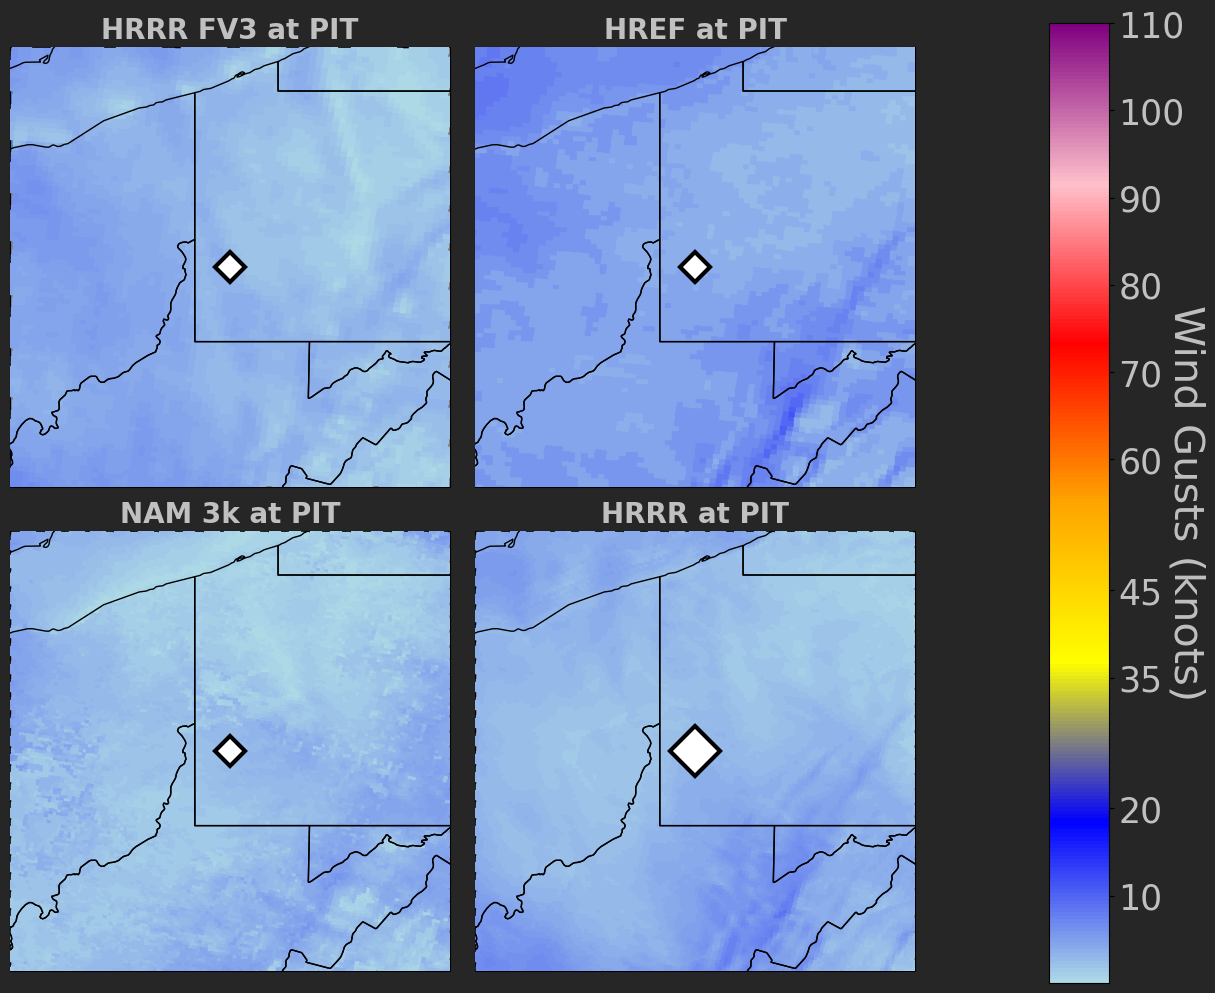 HRRR FV3 at PIT
HREF at PIT
NAM 3k at PIT
HRRR at PIT
110
100
90
80
70
60
45
35
20
10
Wind Gusts (knots)